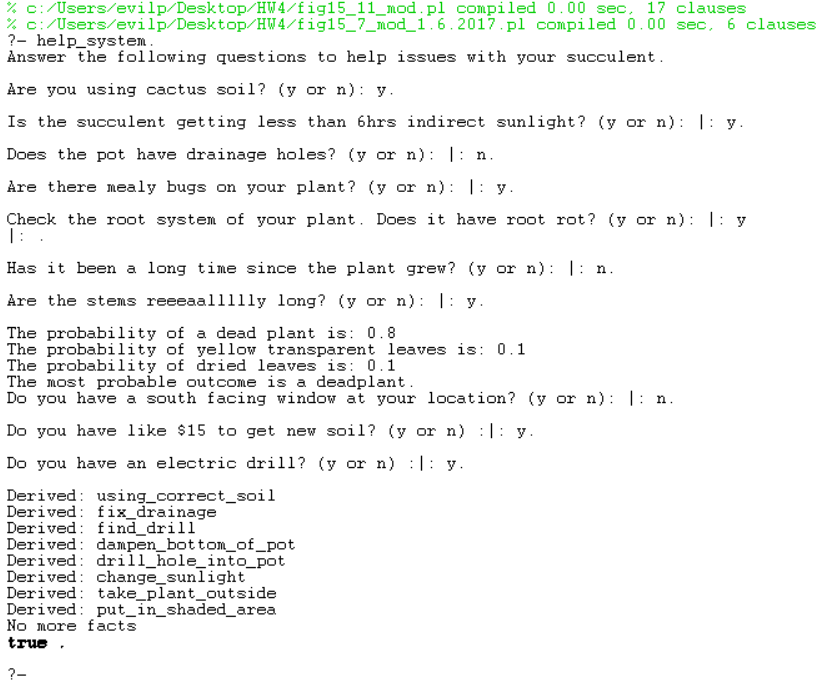 % c:/Users/evilp/Desktop/HW4/fig15_11_mod.pl compiled 0.00 sec, 17 clauses
% c:/Users/evilp/Desktop/HW4/fig15_7_mod_1.6.2017.pl compiled 0.00 sec, 6 clauses
?- help_system.
Answer the following questions to help issues with your succulent.
Are you using cactus soil? (y or n): y.
Is the succulent getting less than 6hrs indirect sunlight? (y or n): |: y.
Does the pot have drainage holes? (y or n): |: n.
Are there mealy bugs on your plant? (y or n): |: y.
Check the root system of your plant. Does it have root rot? (y or n): |: y
|: .
Has it been a long time since the plant grew? (y or n): |: n.
Are the stems reeeaallllly long? (y or n): |: y.
The probability of a dead plant is: 0.8
The probability of yellow transparent leaves is: 0.1
The probability of dried leaves is: 0.1
The most probable outcome is a deadplant.
Do you have a south facing window at your location? (y or n): |: n.
Do you have like $15 to get new soil? (y or n) :|: y.
Do you have an electric drill? (y or n) :|: y.
Derived: using_correct_soil
Derived: fix_drainage
Derived: find_drill
Derived: dampen_bottom_of_pot
Derived: drill_hole_into_pot
Derived: change_sunlight
Derived: take_plant_outside
Derived: put_in_shaded_area
No more facts
true .
?-